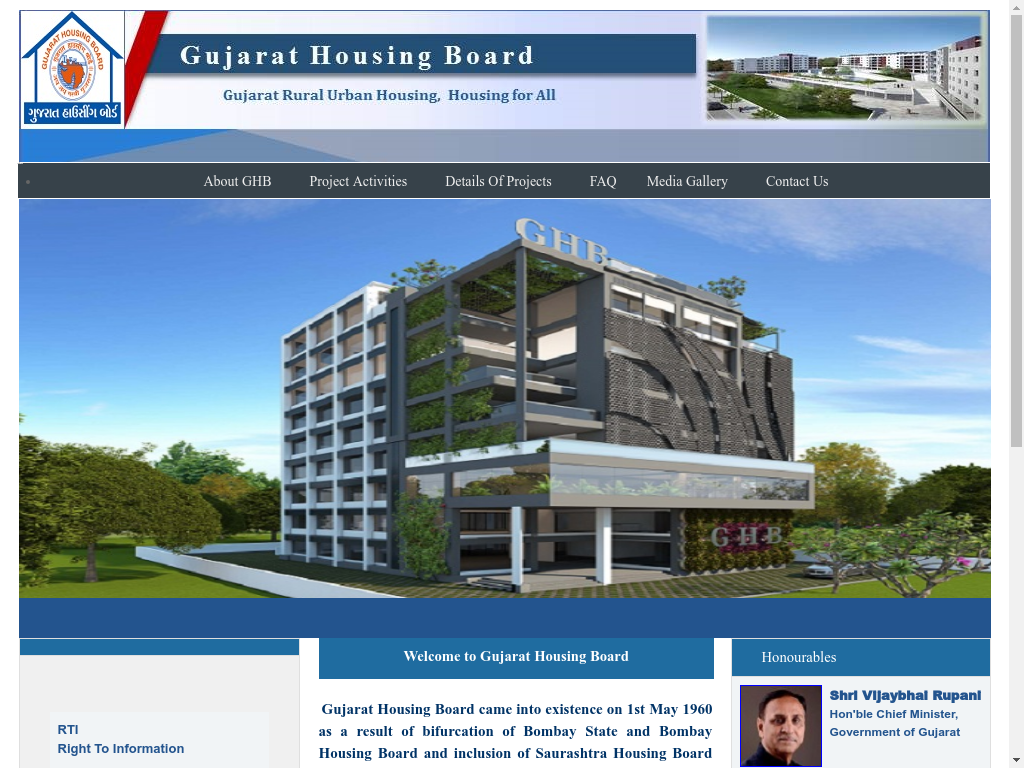 GUJARAT HOUSING BOARD
ગુજરાત હાઉસીંગ બોર્ડ
Gujarat Housing Board
Gujarat Rural Urban Housing, Housing for All
About GHB
Project Activities
Details Of Projects
FAQ
Media Gallery
Contact Us
GHB
GHB
RTI
Right To Information
Welcome to Gujarat Housing Board
Gujarat Housing Board came into existence on 1st May 1960
as a result of bifurcation of Bombay State and Bombay
Housing Board and inclusion of Saurashtra Housing Board
Honourables
Shri Vijaybhai Rupani
Hon'ble Chief Minister,
Government of Gujarat